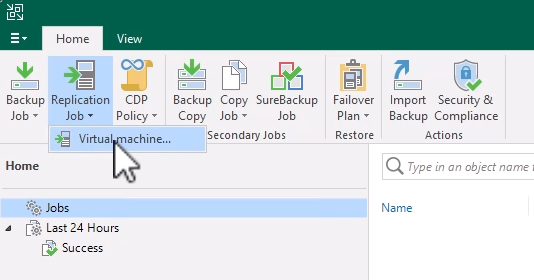 Home View
Backup Job
Replication Job
CDP Policy
Backup Copy
Copy Job
SureBackup Job
Failover Plan
Import Backup
Security & Compliance
Virtual machine...
Secondary Jobs Restore Actions
Home
Type in an object name
Jobs
Name
Last 24 Hours
Success